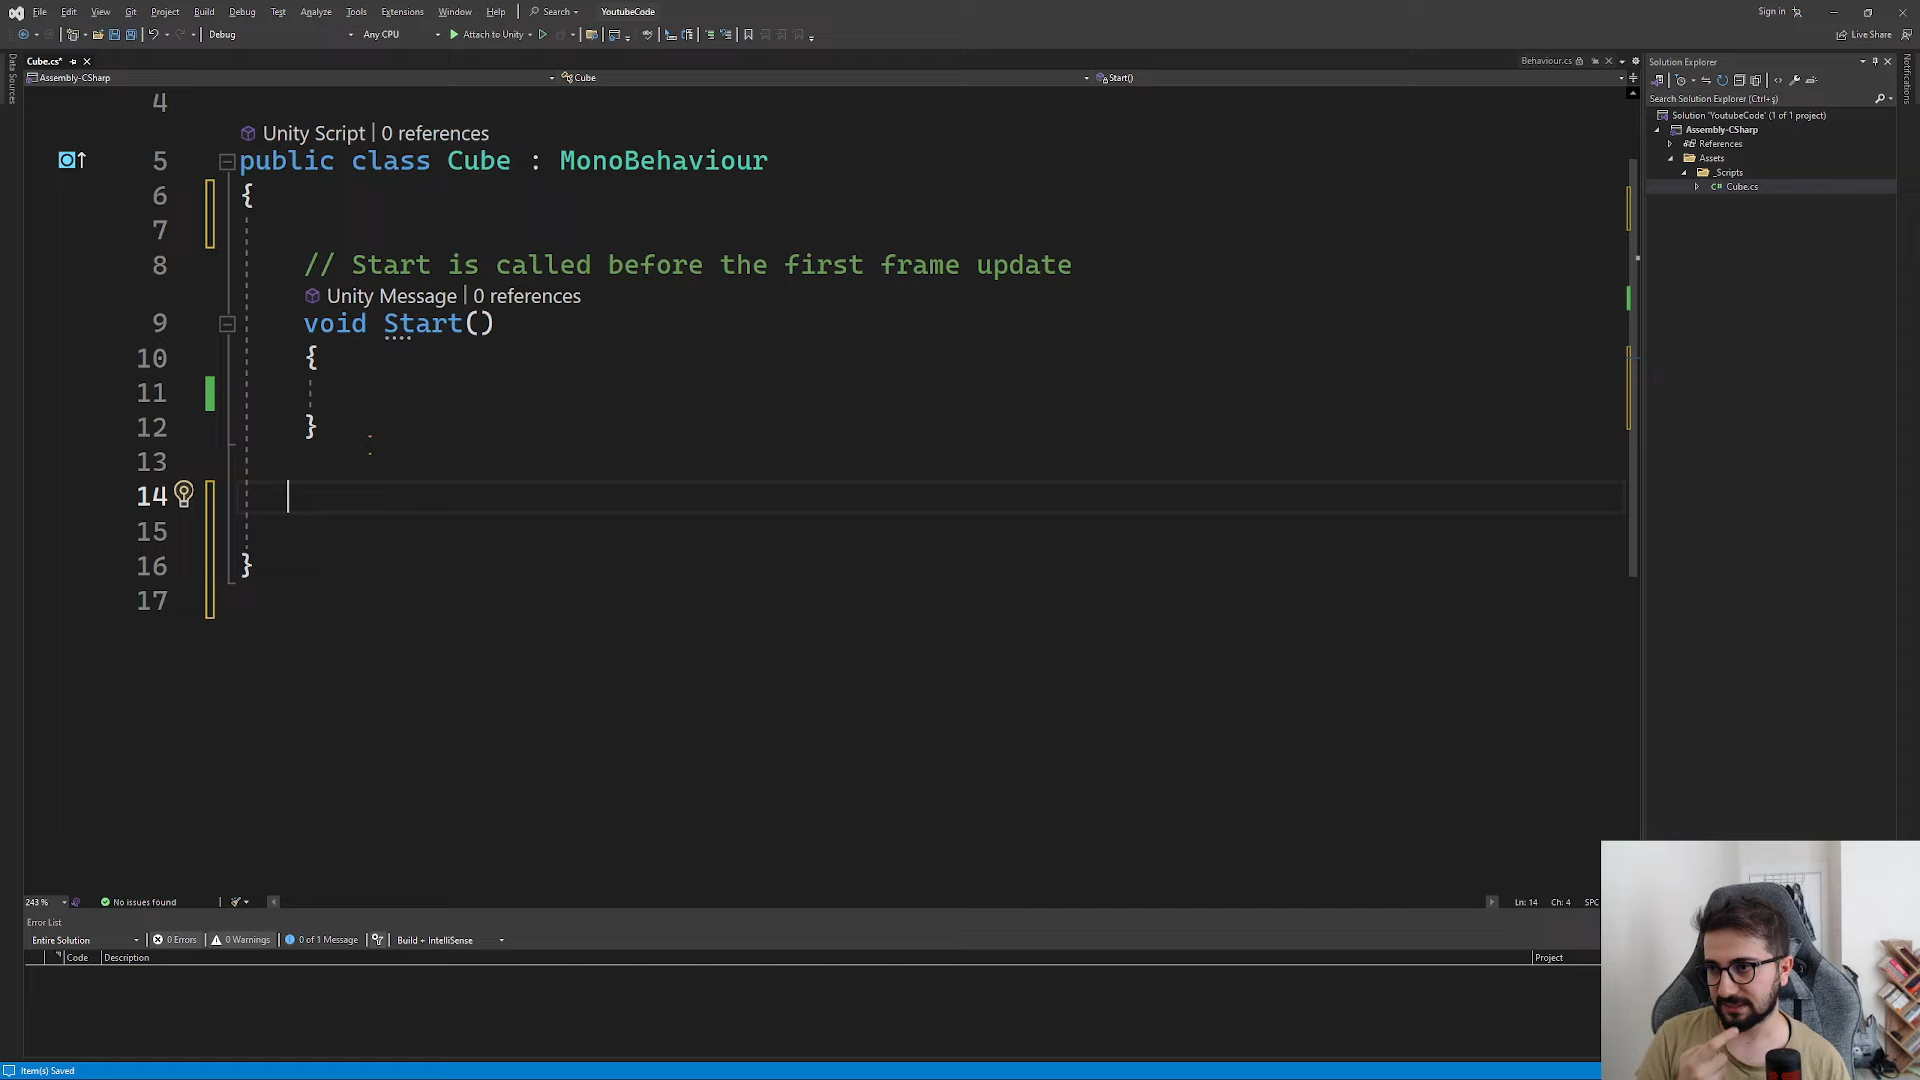 File Edit View Git Project Build Debug Test Analyze Tools Extensions Window Help Search YoutubeCode Sign in
Debug Any CPU Attach to Unity Live Share
Cube.cs* Behaviour.cs
Assembly-CSharp Cube Start()
Data Sources
4
Unity Script | 0 references
5 public class Cube : MonoBehaviour
6 {
7
8 // Start is called before the first frame update
Unity Message | 0 references
9 void Start()
10 {
11
12 }
13
14
15
16 }
17
Solution Explorer
Search Solution Explorer (Ctrl+ş)
Solution 'YoutubeCode' (1 of 1 project)
Assembly-CSharp
References
Assets
_Scripts
C# Cube.cs
Notifications
243 % No issues found Ln: 14 Ch: 4 SPC
Error List
Entire Solution 0 Errors 0 Warnings 0 of 1 Message Build + IntelliSense
Code Description Project
Item(s) Saved